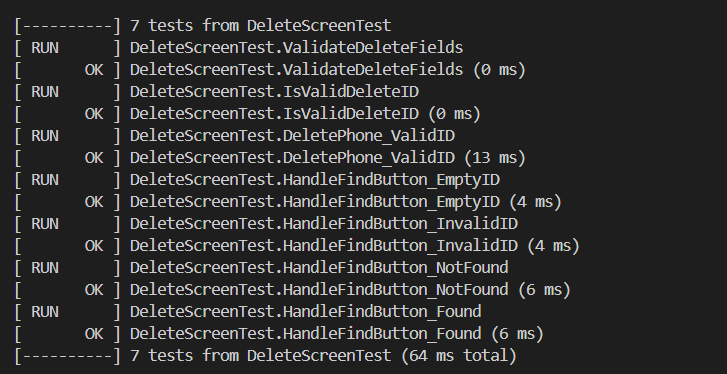 [----------] 7 tests from DeleteScreenTest
[ RUN      ] DeleteScreenTest.ValidateDeleteFields
[       OK ] DeleteScreenTest.ValidateDeleteFields (0 ms)
[ RUN      ] DeleteScreenTest.IsValidDeleteID
[       OK ] DeleteScreenTest.IsValidDeleteID (0 ms)
[ RUN      ] DeleteScreenTest.DeletePhone_ValidID
[       OK ] DeleteScreenTest.DeletePhone_ValidID (13 ms)
[ RUN      ] DeleteScreenTest.HandleFindButton_EmptyID
[       OK ] DeleteScreenTest.HandleFindButton_EmptyID (4 ms)
[ RUN      ] DeleteScreenTest.HandleFindButton_InvalidID
[       OK ] DeleteScreenTest.HandleFindButton_InvalidID (4 ms)
[ RUN      ] DeleteScreenTest.HandleFindButton_NotFound
[       OK ] DeleteScreenTest.HandleFindButton_NotFound (6 ms)
[ RUN      ] DeleteScreenTest.HandleFindButton_Found
[       OK ] DeleteScreenTest.HandleFindButton_Found (6 ms)
[----------] 7 tests from DeleteScreenTest (64 ms total)